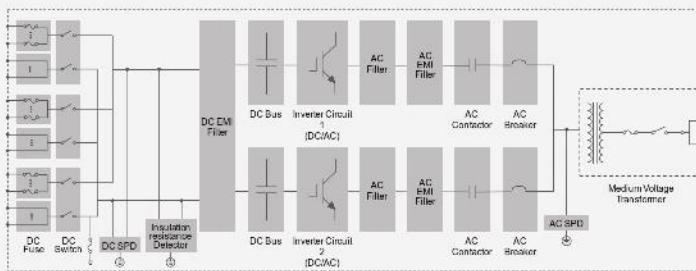 DC
Fuse
DC
Switch
DC SPD
Insulation
resistance
Detector
DC EMI
Filter
DC Bus
Inverter Circuit
1
(DC/AC)
AC
Filter
AC
EMI
Filter
AC
Contactor
AC
Breaker
DC Bus
Inverter Circuit
2
(DC/AC)
AC
Filter
AC
EMI
Filter
AC
Contactor
AC
Breaker
AC SPD
Medium Voltage
Transformer